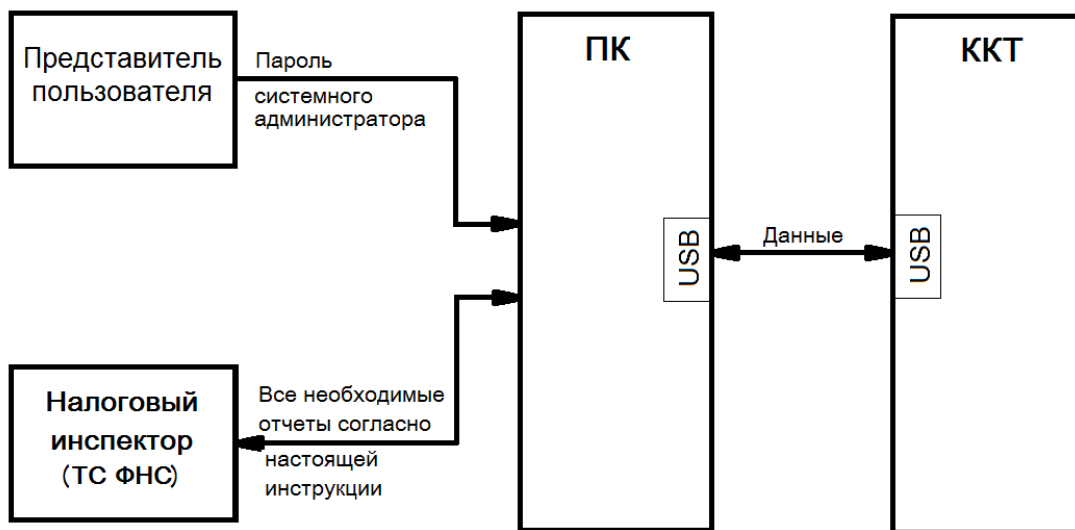 Представитель
пользователя
Пароль
системного
администратора
ПК
USB
Данные
ККТ
USB
Налоговый
инспектор
(ТС ФНС)
Все необходимые
отчеты согласно
настоящей
инструкции